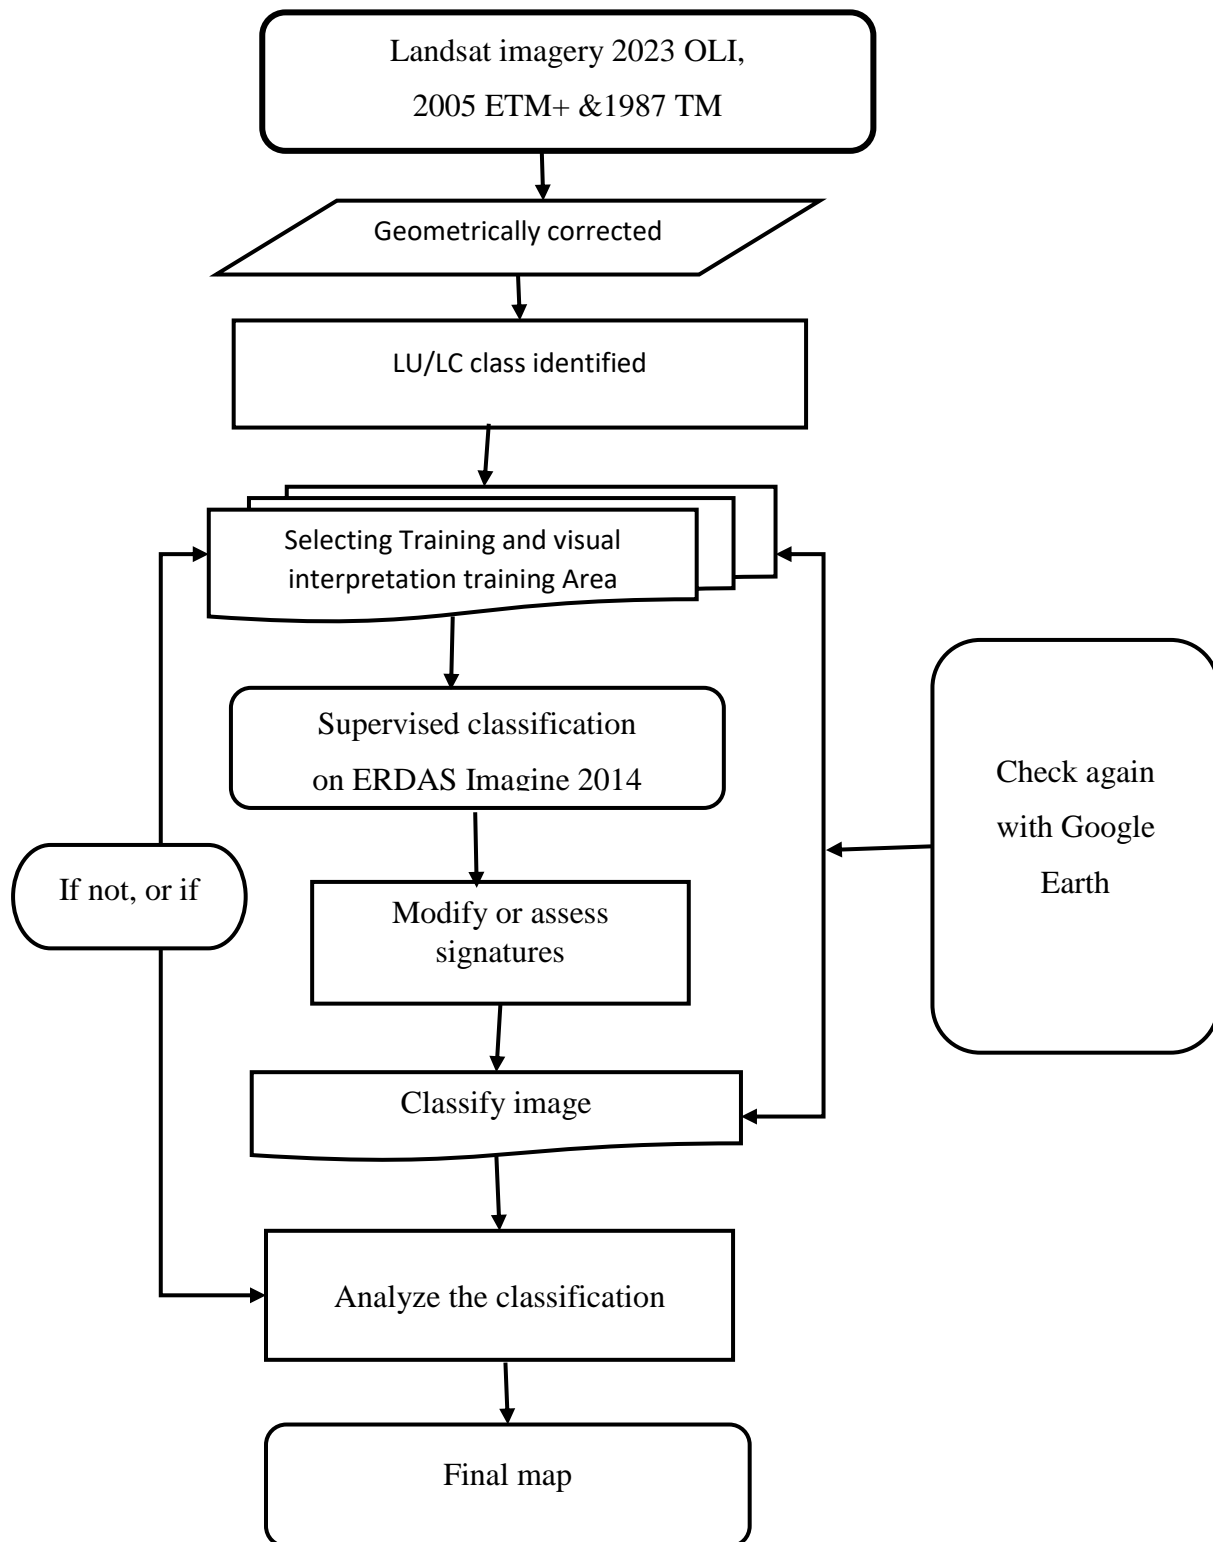 Landsat imagery 2023 OLI,
2005 ETM+ &1987 TM
Geometrically corrected
LU/LC class identified
Selecting Training and visual
interpretation training Area
Supervised classification
on ERDAS Imagine 2014
Check again
with Google
Earth
If not, or if
Modify or assess
signatures
Classify image
Analyze the classification
Final map